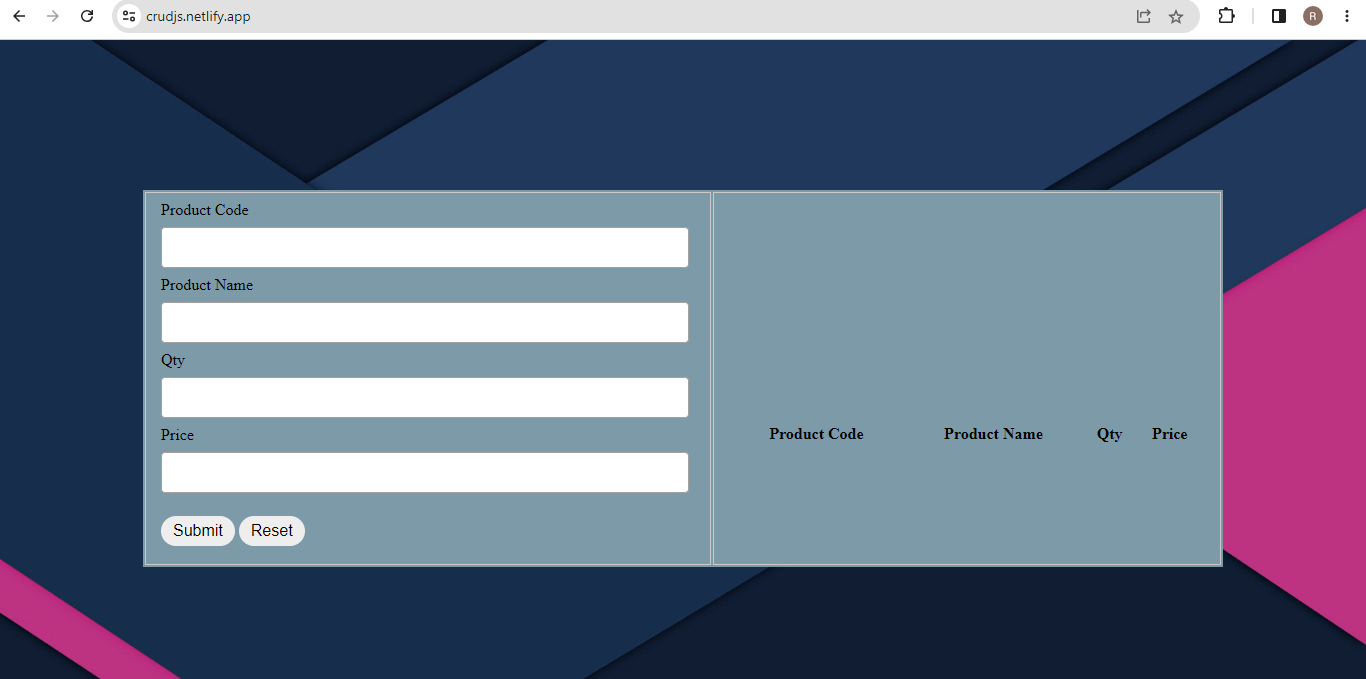 crudjs.netlify.app
R
Product Code
Product Name
Qty
Price
Submit Reset
Product Code Product Name Qty Price